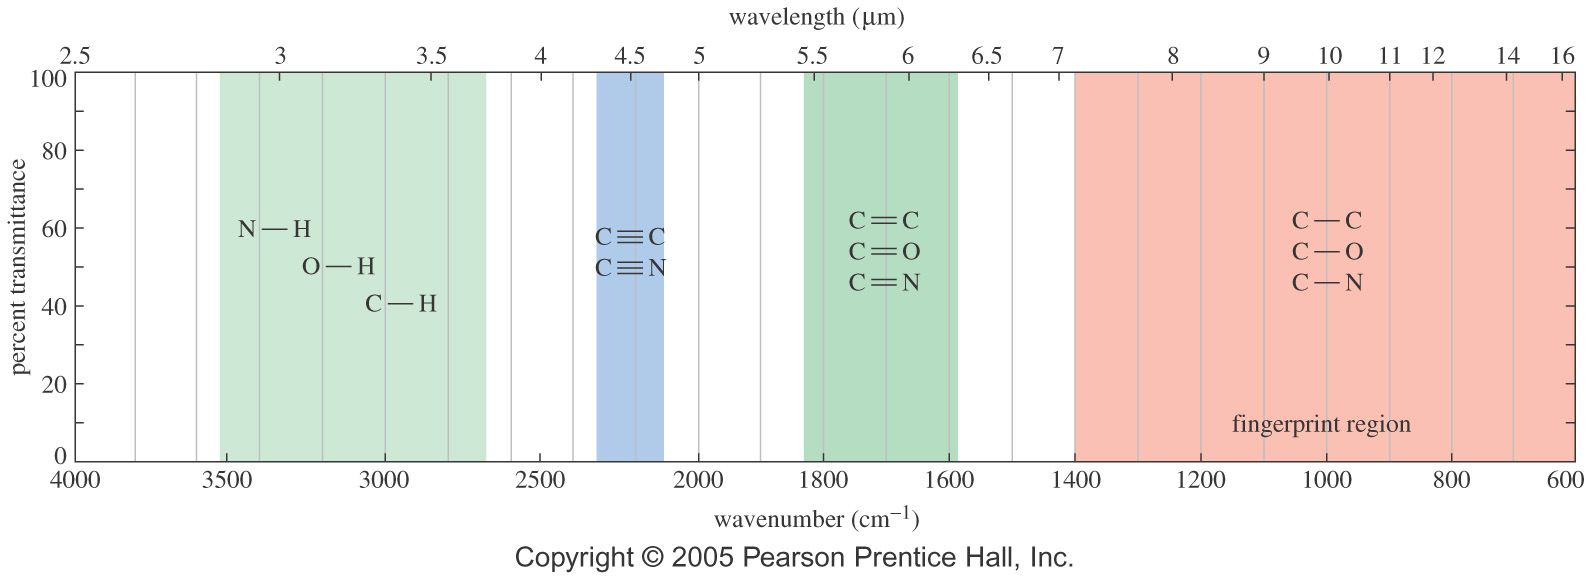 wavelength (μm)
2.5 3 3.5 4 4.5 5 5.5 6 6.5 7 8 9 10 11 12 14 16
percent transmittance
100
80
60
40
20
0
N—H
O—H
C—H
C≡C
C≡N
C=C
C=O
C=N
C—C
C—O
C—N
fingerprint region
4000 3500 3000 2500 2000 1800 1600 1400 1200 1000 800 600
wavenumber (cm⁻¹)
Copyright © 2005 Pearson Prentice Hall, Inc.